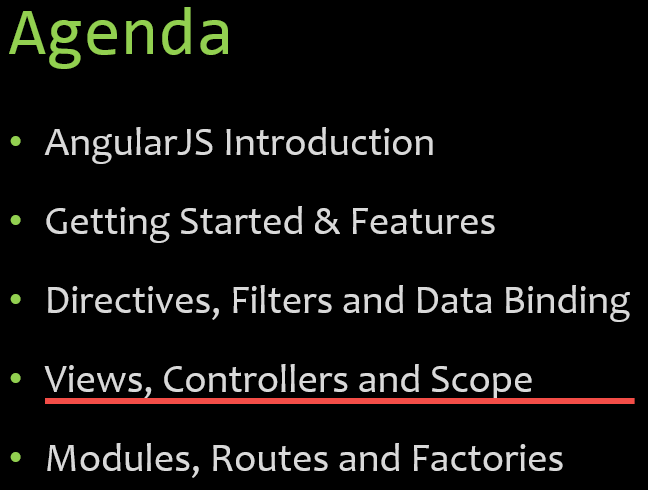 Agenda
• AngularJS Introduction
• Getting Started & Features
• Directives, Filters and Data Binding
• Views, Controllers and Scope
• Modules, Routes and Factories